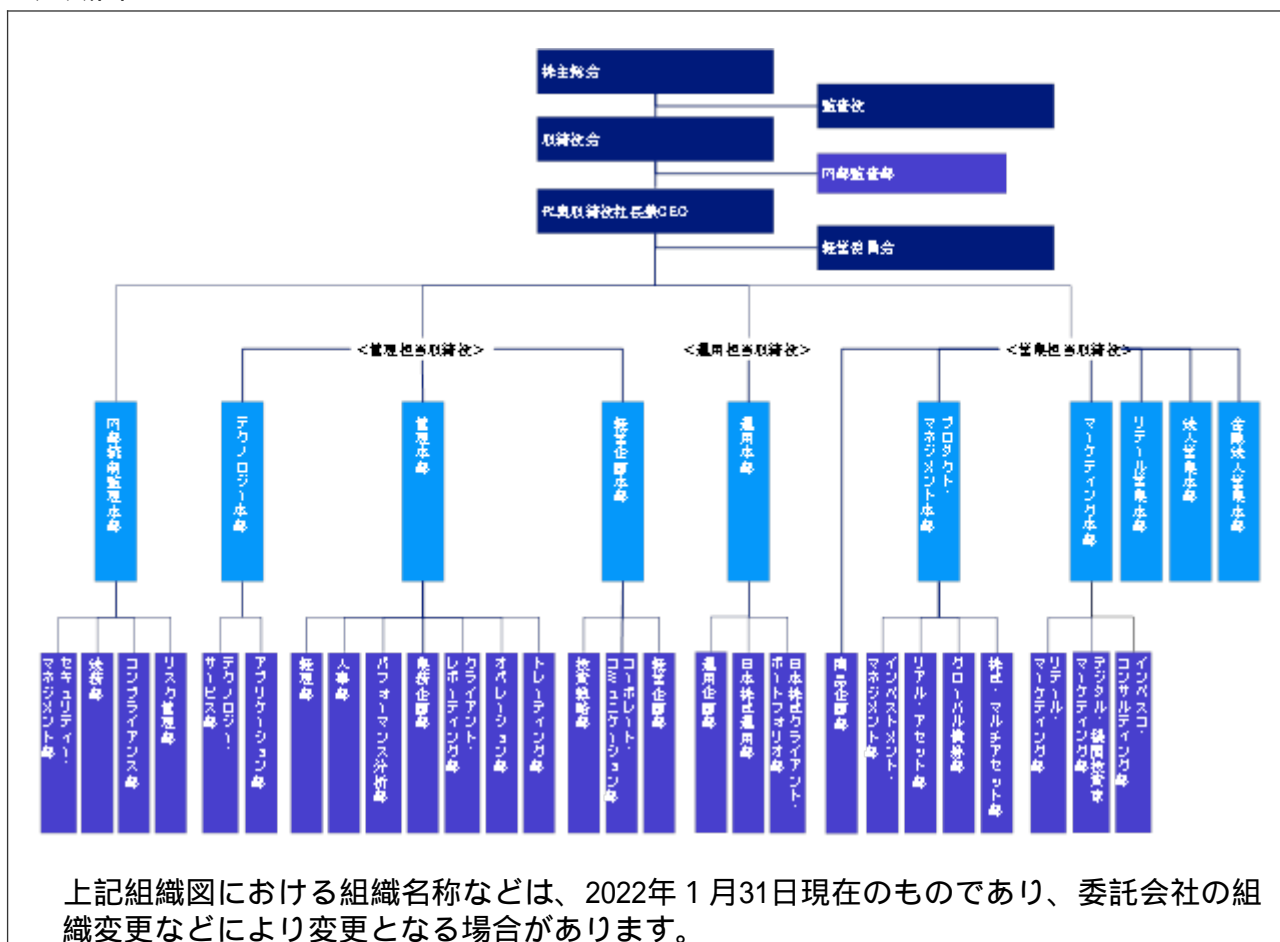 株主総会
監査役
取締役会
内部監査部
代表取締役社長兼CEO
経営委員会
＜管理担当取締役＞
＜運用担当取締役＞
＜営業担当取締役＞
内部統制管理本部
テクノロジー本部
管理本部
経営企画本部
運用本部
プロダクト・
マネジメント本部
マーケティング本部
リテール営業本部
法人営業本部
金融法人営業本部
セキュリティー・
マネジメント部
法務部
コンプライアンス部
リスク管理部
テクノロジー・
サービス部
アプリケーション部
経理部
人事部
パフォーマンス分析部
業務企画部
クライアント・
レポーティング部
オペレーション部
トレーディング部
投資戦略部
コーポレート・
コミュニケーション部
経営企画部
運用企画部
日本株式運用部
日本株式クライアント・
ポートフォリオ部
商品企画部
インベストメント・
マネジメント部
リアル・アセット部
グローバル債券部
株式・マルチアセット部
リテール・
マーケティング部
デジタル・機関投資家
マーケティング部
インベスコ・
コンサルティング部
上記組織図における組織名称などは、2022年１月31日現在のものであり、委託会社の組
織変更などにより変更となる場合があります。